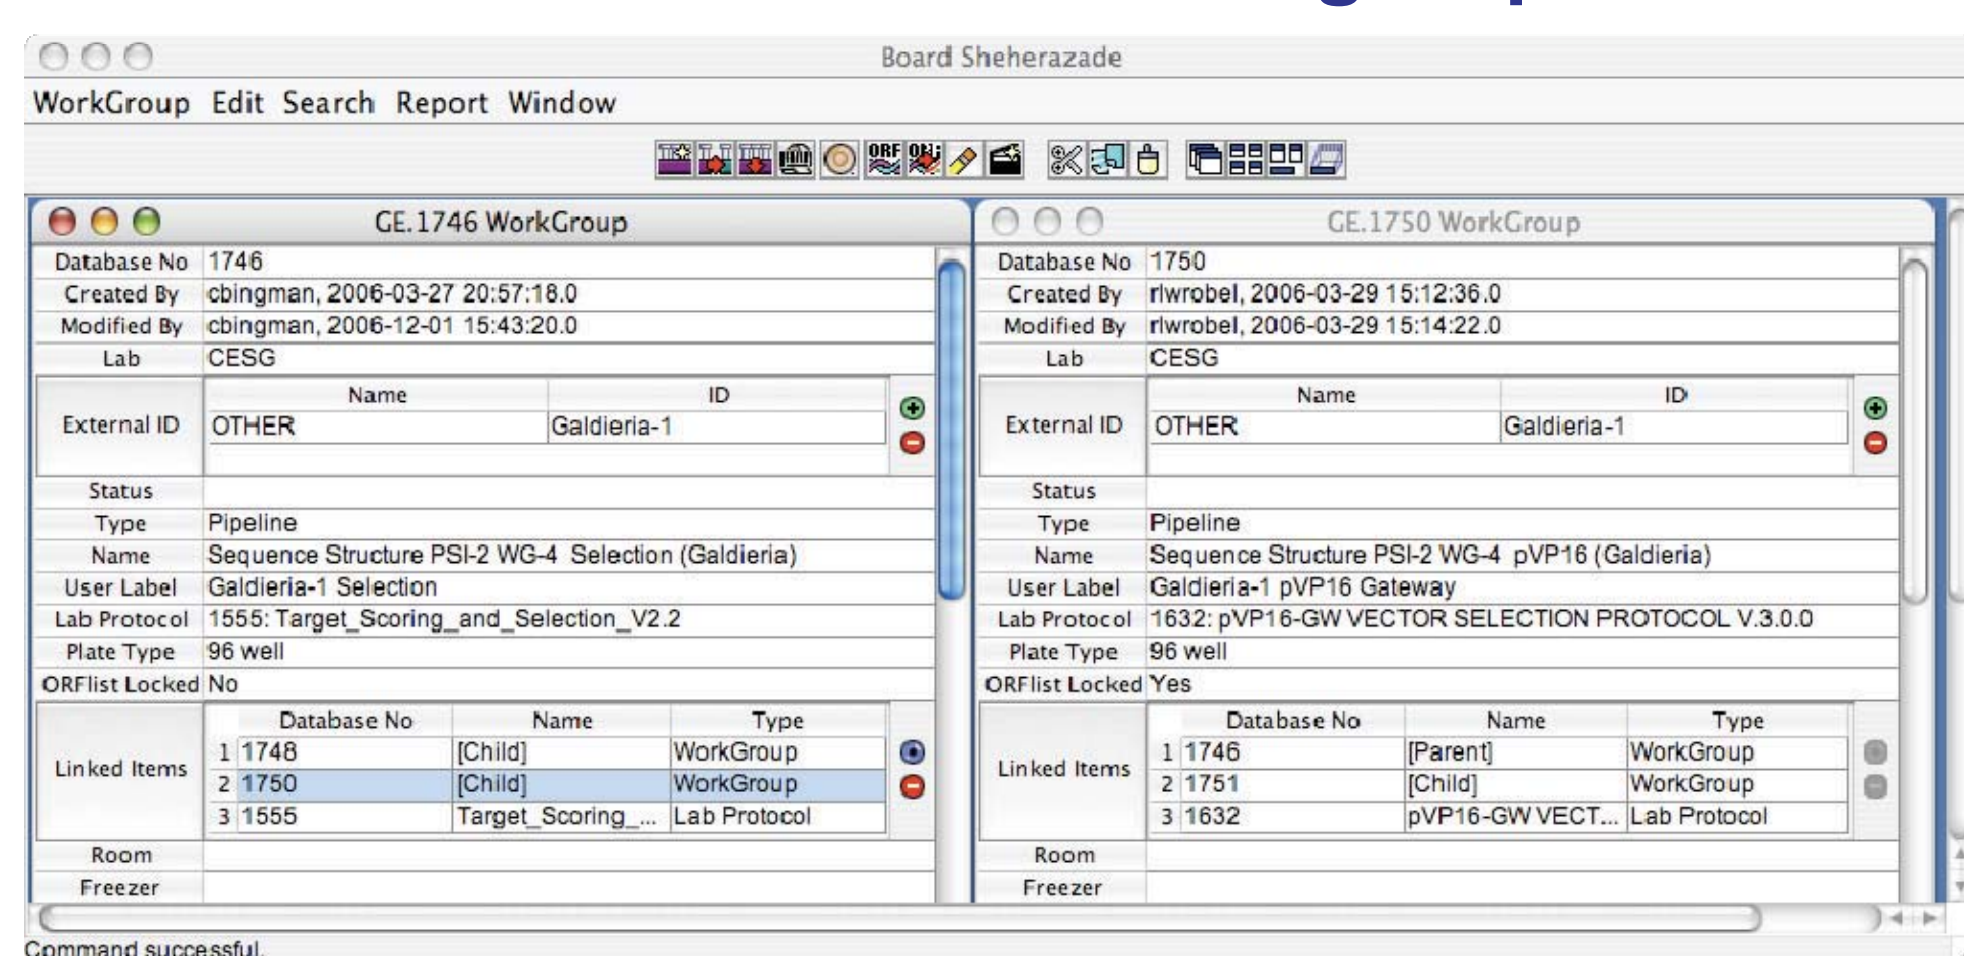 Board Sheherazade
WorkGroup Edit Search Report Window
ORF
GE.1746 WorkGroup
Database No 1746
Created By cbingman, 2006-03-27 20:57:18.0
Modified By cbingman, 2006-12-01 15:43:20.0
Lab CESG
Name ID
External ID OTHER Galdieria-1
Status
Type Pipeline
Name Sequence Structure PSI-2 WG-4 Selection (Galdieria)
User Label Galdieria-1 Selection
Lab Protocol 1555: Target_Scoring_and_Selection_V2.2
Plate Type 96 well
ORFlist Locked No
Database No Name Type
Linked Items
1 1748 [Child] WorkGroup
2 1750 [Child] WorkGroup
3 1555 Target_Scoring_... Lab Protocol
Room
Freezer
GE.1750 WorkGroup
Database No 1750
Created By rlwrobel, 2006-03-29 15:12:36.0
Modified By rlwrobel, 2006-03-29 15:14:22.0
Lab CESG
Name ID
External ID OTHER Galdieria-1
Status
Type Pipeline
Name Sequence Structure PSI-2 WG-4 pVP16 (Galdieria)
User Label Galdieria-1 pVP16 Gateway
Lab Protocol 1632: pVP16-GW VECTOR SELECTION PROTOCOL V.3.0.0
Plate Type 96 well
ORFlist Locked Yes
Database No Name Type
Linked Items
1 1746 [Parent] WorkGroup
2 1751 [Child] WorkGroup
3 1632 pVP16-GW VECT... Lab Protocol
Room
Freezer
Command successful.